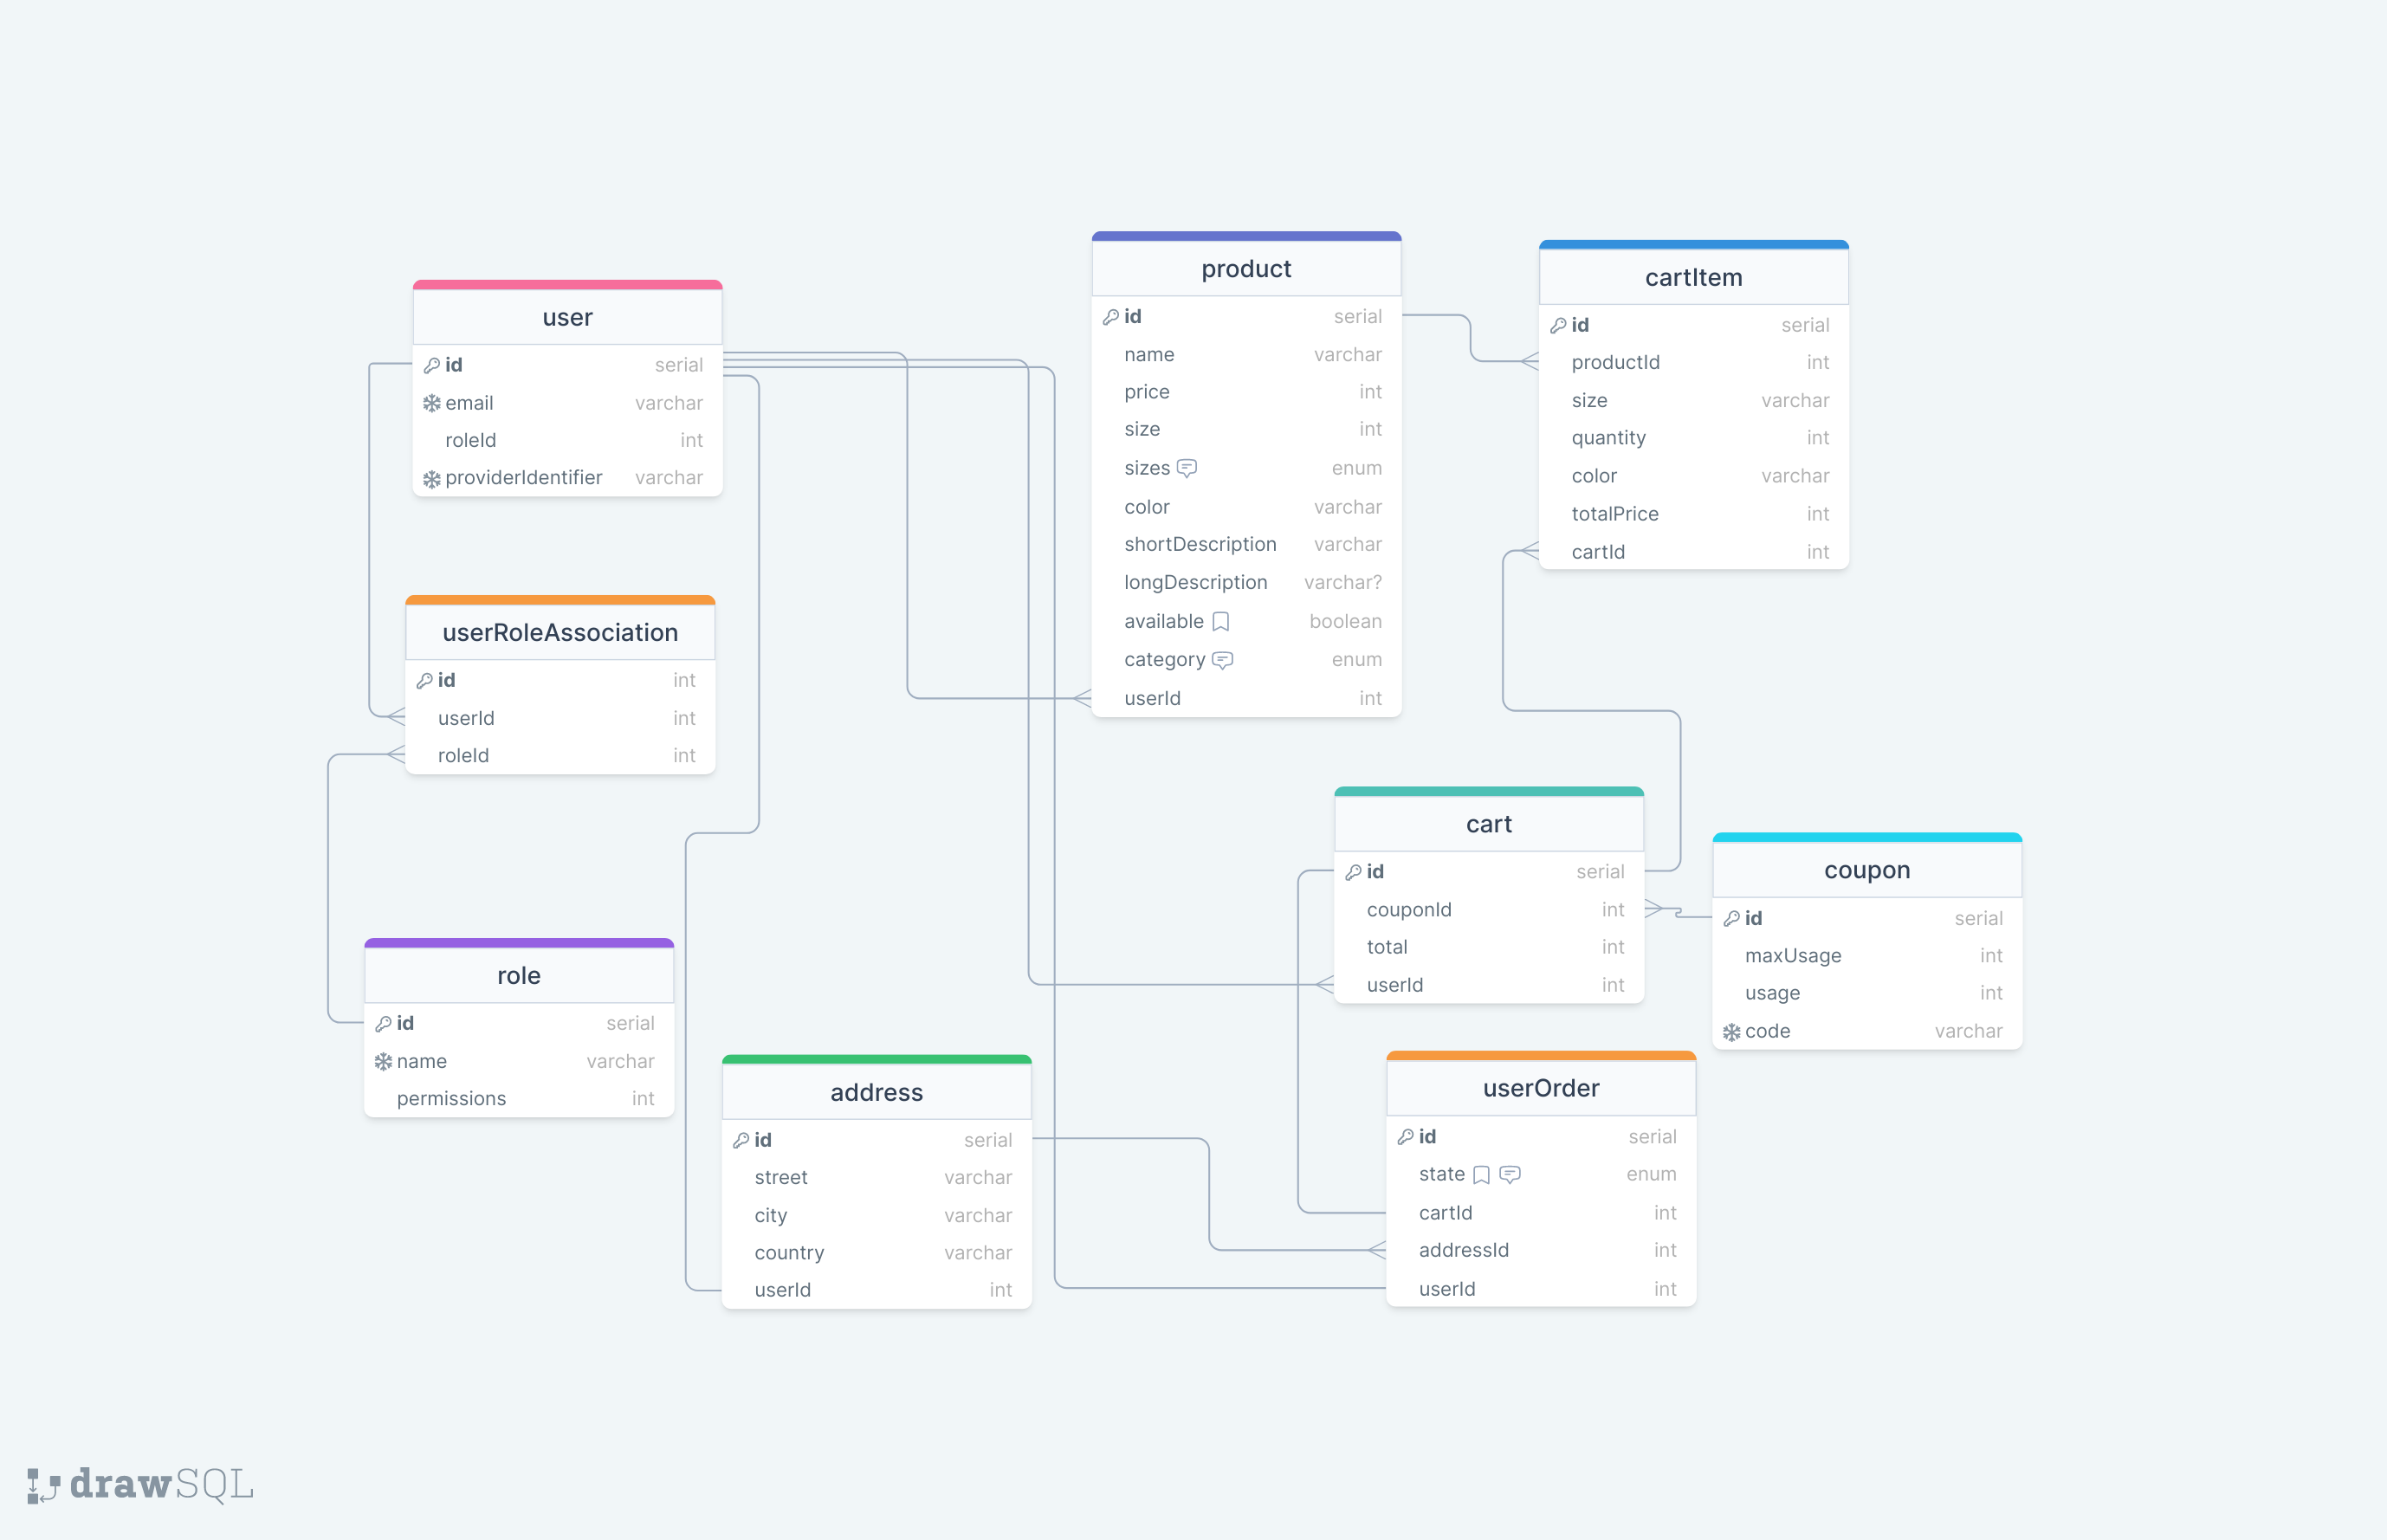 user
id serial
email varchar
roleId int
providerIdentifier varchar
userRoleAssociation
id int
userId int
roleId int
role
id serial
name varchar
permissions int
address
id serial
street varchar
city varchar
country varchar
userId int
product
id serial
name varchar
price int
size int
sizes enum
color varchar
shortDescription varchar
longDescription varchar?
available boolean
category enum
userId int
cartItem
id serial
productId int
size varchar
quantity int
color varchar
totalPrice int
cartId int
cart
id serial
couponId int
total int
userId int
coupon
id serial
maxUsage int
usage int
code varchar
userOrder
id serial
state enum
cartId int
addressId int
userId int
drawSQL